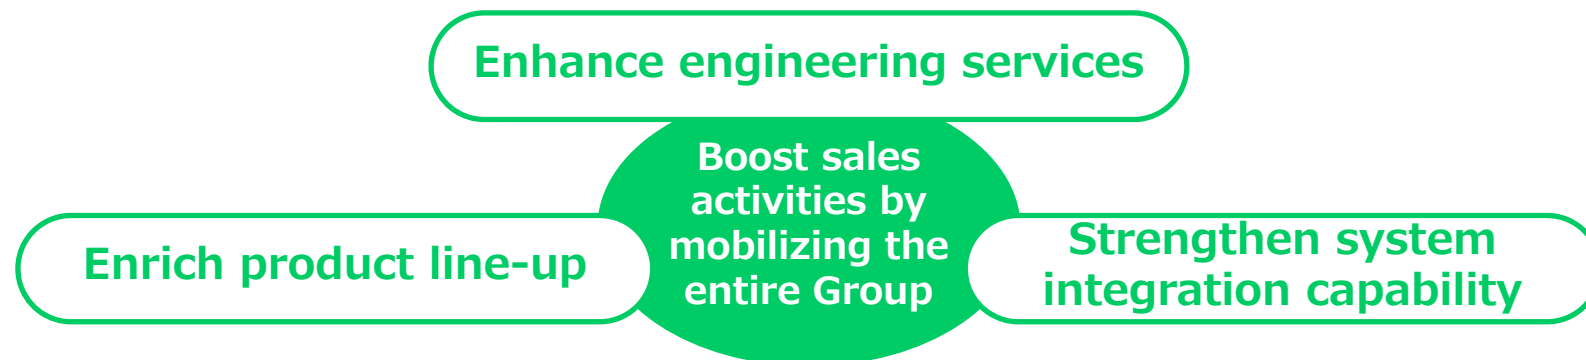 Enhance engineering services
Boost sales
activities by
mobilizing the
entire Group
Enrich product line-up
Strengthen system
integration capability